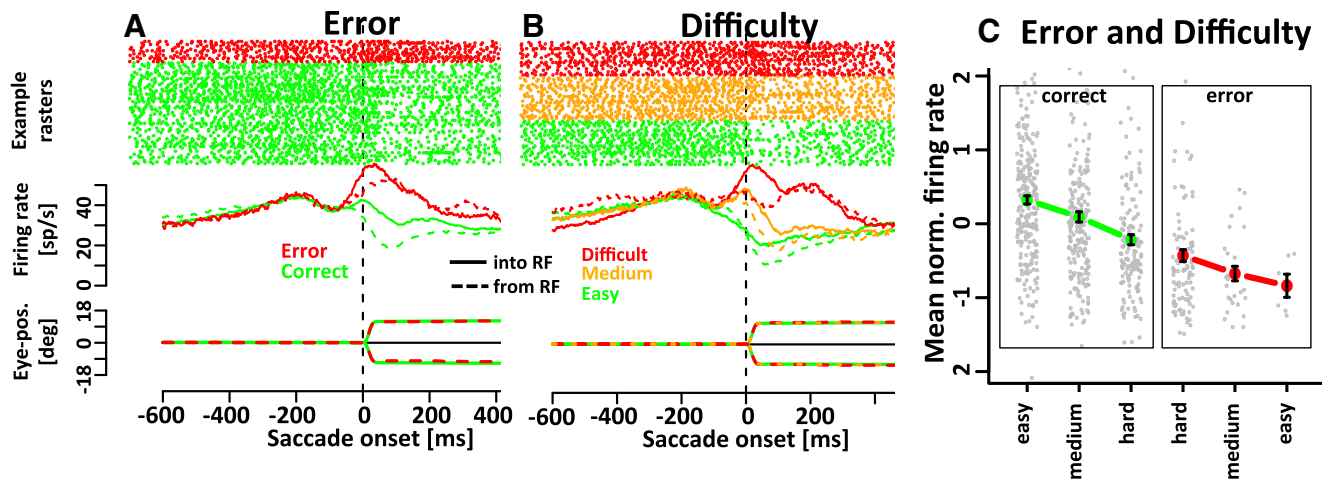 A Error
Example
rasters
Firing rate
[sp/s]
0 20 40
Error
Correct
into RF
from RF
Eye-pos.
[deg]
-18 0 18
-600 -400 -200 0 200 400
Saccade onset [ms]
B Difficulty
Difficult
Medium
Easy
-600 -400 -200 0 200
Saccade onset [ms]
C Error and Difficulty
Mean norm. firing rate
2
1
0
-1
2
correct
error
easy
medium
hard
hard
medium
easy